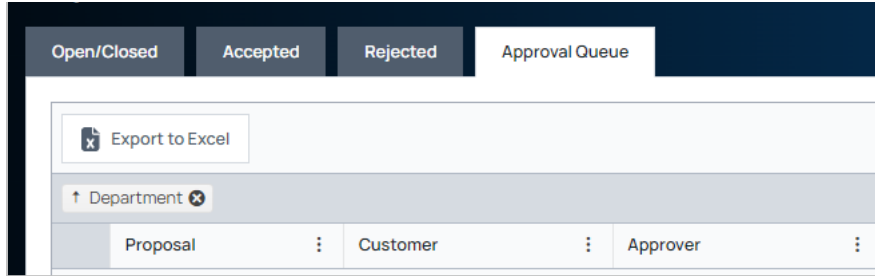 Open/Closed Accepted Rejected Approval Queue
Export to Excel
↑ Department
Proposal Customer Approver